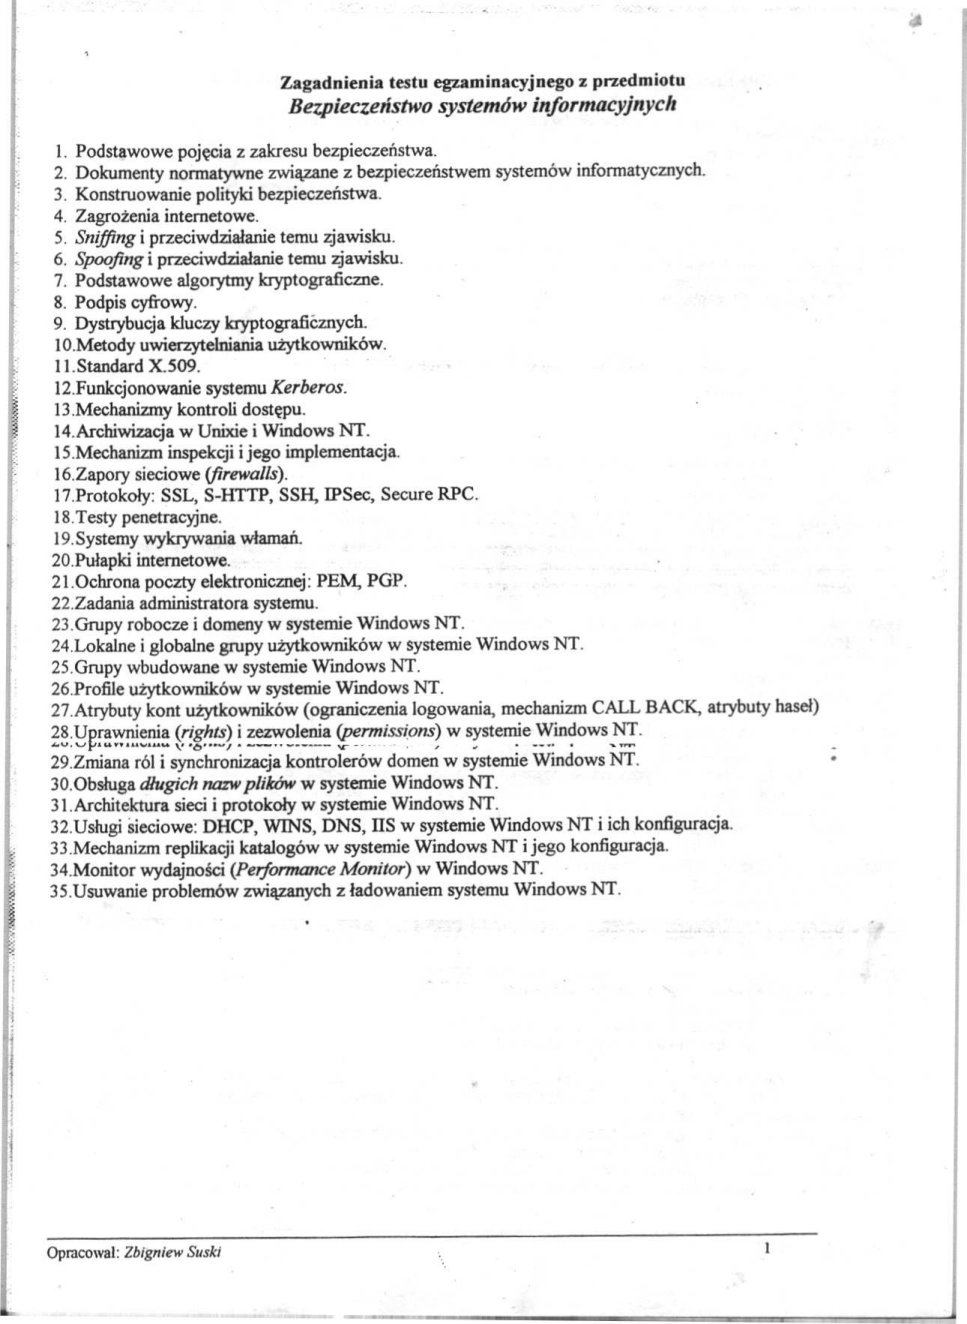 Zagadnienia testu egzaminacyjnego z przedmiotu
Bezpieczeństwo systemów informacyjnych
1. Podstawowe pojęcia z zakresu bezpieczeństwa.
2. Dokumenty normatywne związane z bezpieczeństwem systemów informatycznych.
3. Konstruowanie polityki bezpieczeństwa.
4. Zagrożenia internetowe.
5. Sniffing i przeciwdziałanie temu zjawisku.
6. Spoofing i przeciwdziałanie temu zjawisku.
7. Podstawowe algorytmy kryptograficzne.
8. Podpis cyfrowy.
9. Dystrybucja kluczy kryptograficznych.
10.Metody uwierzytelniania użytkowników.
11.Standard X.509.
12.Funkcjonowanie systemu Kerberos.
13.Mechanizmy kontroli dostępu.
14.Archiwizacja w Unixie i Windows NT.
15.Mechanizm inspekcji i jego implementacja.
16.Zapory sieciowe (firewalls).
17.Protokoły: SSL, S-HTTP, SSH, IPSec, Secure RPC.
18.Testy penetracyjne.
19.Systemy wykrywania włamań.
20.Pułapki internetowe.
21.Ochrona poczty elektronicznej: PEM, PGP.
22.Zadania administratora systemu.
23.Grupy robocze i domeny w systemie Windows NT.
24.Lokalne i globalne grupy użytkowników w systemie Windows NT.
25.Grupy wbudowane w systemie Windows NT.
26.Profile użytkowników w systemie Windows NT.
27.Atrybuty kont użytkowników (ograniczenia logowania, mechanizm CALL BACK, atrybuty haseł)
28.Uprawnienia (rights) i zezwolenia (permissions) w systemie Windows NT.
29.Zmiana ról i synchronizacja kontrolerów domen w systemie Windows NT.
30.Obsługa długich nazw plików w systemie Windows NT.
31.Architektura sieci i protokoły w systemie Windows NT.
32.Usługi sieciowe: DHCP, WINS, DNS, IIS w systemie Windows NT i ich konfiguracja.
33.Mechanizm replikacji katalogów w systemie Windows NT i jego konfiguracja.
34.Monitor wydajności (Performance Monitor) w Windows NT.
35.Usuwanie problemów związanych z ładowaniem systemu Windows NT.
Opracował: Zbigniew Suski
1